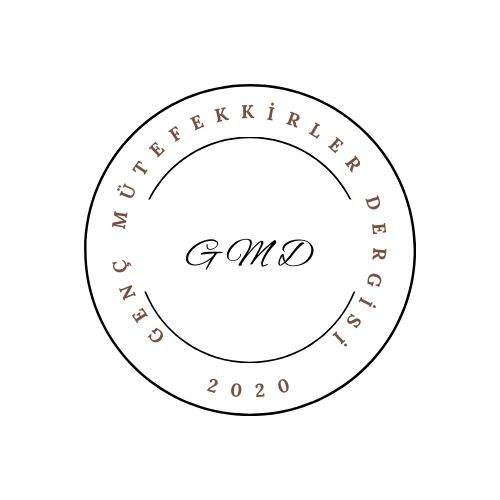 GENÇ MÜTEFEKKİRLER DERGİSİ
GMD
2020